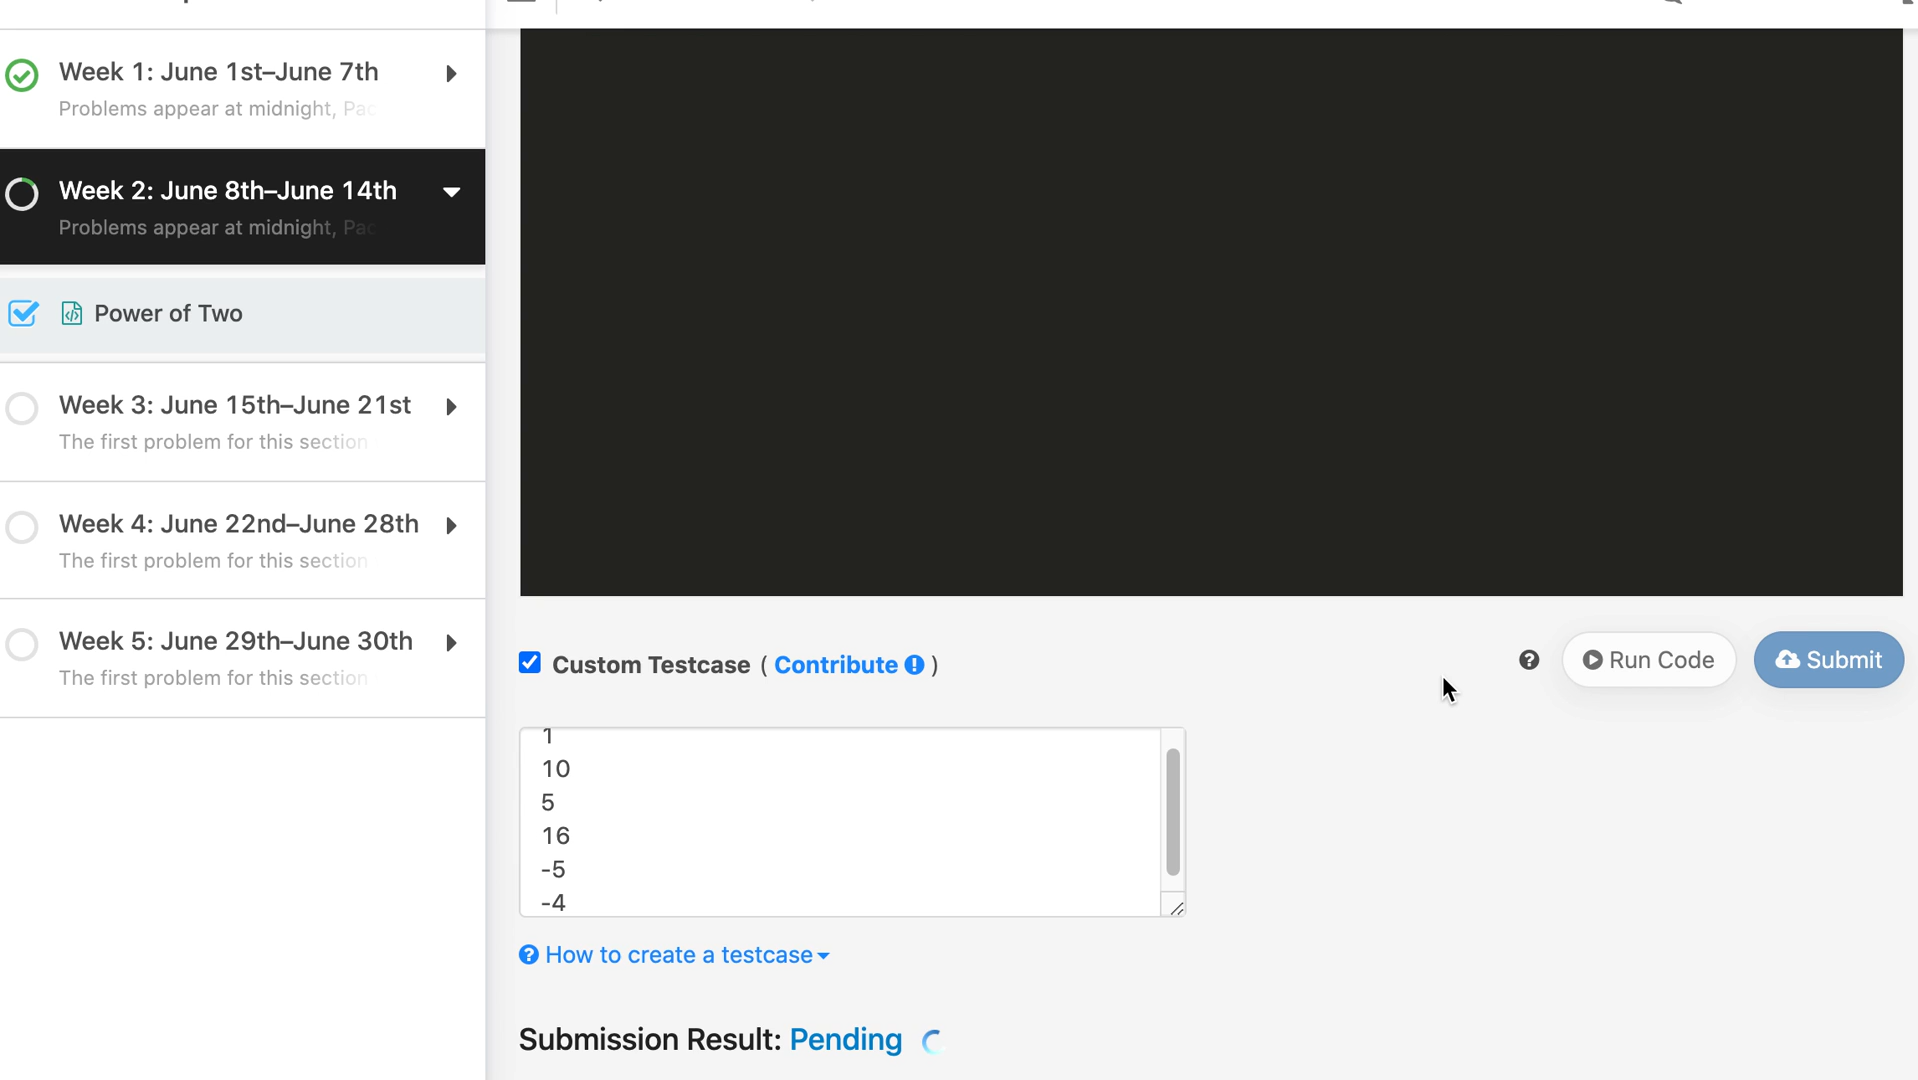 Week 1: June 1st–June 7th
Problems appear at midnight, Pac
Week 2: June 8th–June 14th
Problems appear at midnight, Pac
Power of Two
Week 3: June 15th–June 21st
The first problem for this section
Week 4: June 22nd–June 28th
The first problem for this section
Week 5: June 29th–June 30th
The first problem for this section
Custom Testcase ( Contribute )
Run Code
Submit
1
10
5
16
-5
-4
How to create a testcase
Submission Result: Pending